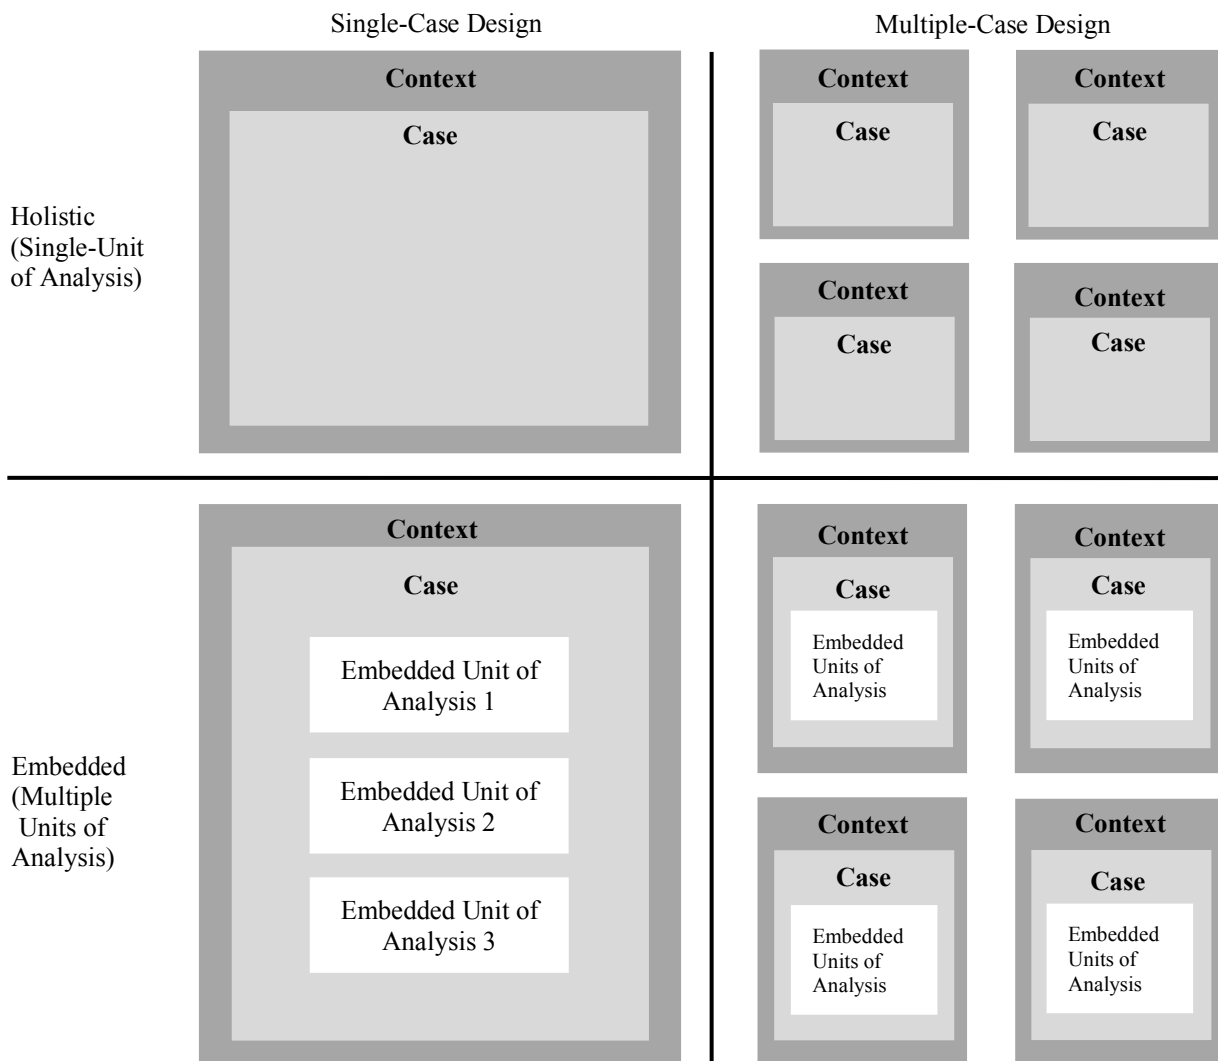 Single-Case Design
Multiple-Case Design
Holistic
(Single-Unit
of Analysis)
Context
Case
Context
Case
Context
Case
Context
Case
Context
Case
Embedded
(Multiple
Units of
Analysis)
Context
Case
Embedded Unit of
Analysis 1
Embedded Unit of
Analysis 2
Embedded Unit of
Analysis 3
Context
Case
Embedded
Units of
Analysis
Context
Case
Embedded
Units of
Analysis
Context
Case
Embedded
Units of
Analysis
Context
Case
Embedded
Units of
Analysis